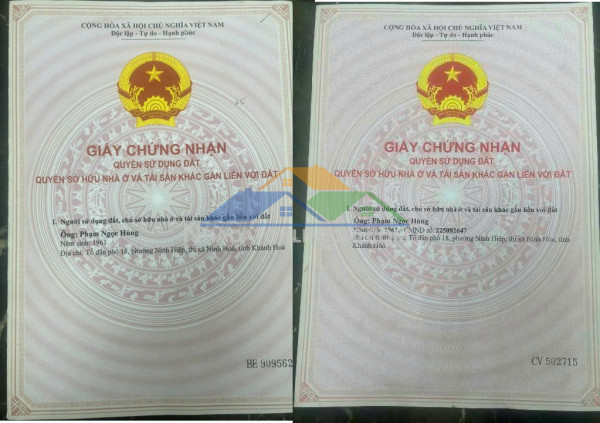 CỘNG HÒA XÃ HỘI CHỦ NGHĨA VIỆT NAM
Độc lập - Tự do - Hạnh phúc
GIẤY CHỨNG NHẬN
QUYỀN SỬ DỤNG ĐẤT
QUYỀN SỞ HỮU NHÀ Ở VÀ TÀI SẢN KHÁC GẮN LIỀN VỚI ĐẤT
I. Người sử dụng đất, chủ sở hữu nhà ở và tài sản khác gắn liền với đất
Ông: Phạm Ngọc Hùng
Năm sinh: 1961
Địa chỉ: Tổ dân phố 18, phường Ninh Hiệp, thị xã Ninh Hoà, tỉnh Khánh Hoà
BE 909562
CỘNG HÒA XÃ HỘI CHỦ NGHĨA VIỆT NAM
Độc lập - Tự do - Hạnh phúc
GIẤY CHỨNG NHẬN
QUYỀN SỬ DỤNG ĐẤT
QUYỀN SỞ HỮU NHÀ Ở VÀ TÀI SẢN KHÁC GẮN LIỀN VỚI ĐẤT
I. Người sử dụng đất, chủ sở hữu nhà ở và tài sản khác gắn liền với đất
Ông: Phạm Ngọc Hùng
CMND số: 225092647
Tổ dân phố 18, phường Ninh Hiệp, thị xã Ninh Hòa, tỉnh
Khánh Hòa.
CV 502715